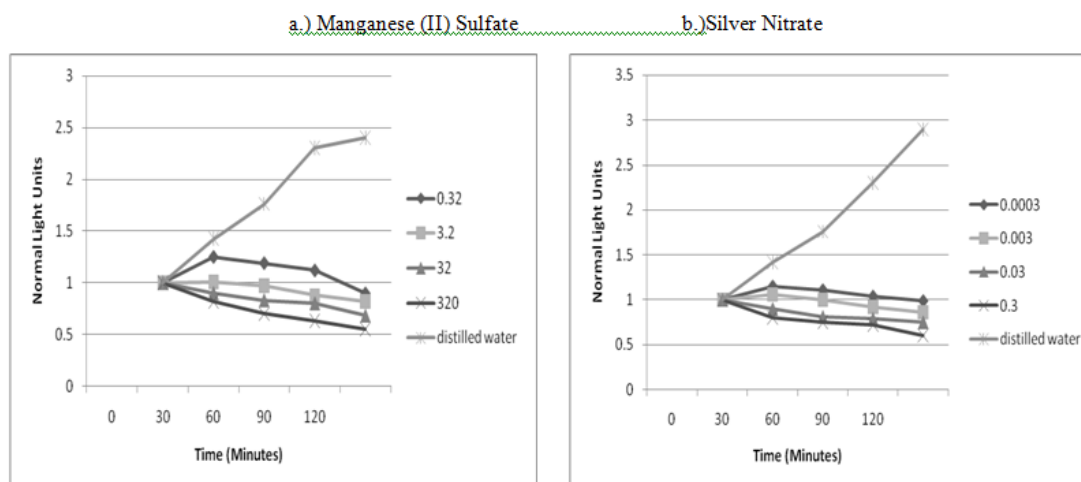 a.) Manganese (II) Sulfate
b.)Silver Nitrate
3
2.5
2
1.5
1
0.5
0
Normal Light Units
0 30 60 90 120
Time (Minutes)
0.32
3.2
32
320
distilled water
3.5
3
2.5
2
1.5
1
0.5
0
Normal Light Units
0 30 60 90 120
Time (Minutes)
0.0003
0.003
0.03
0.3
distilled water